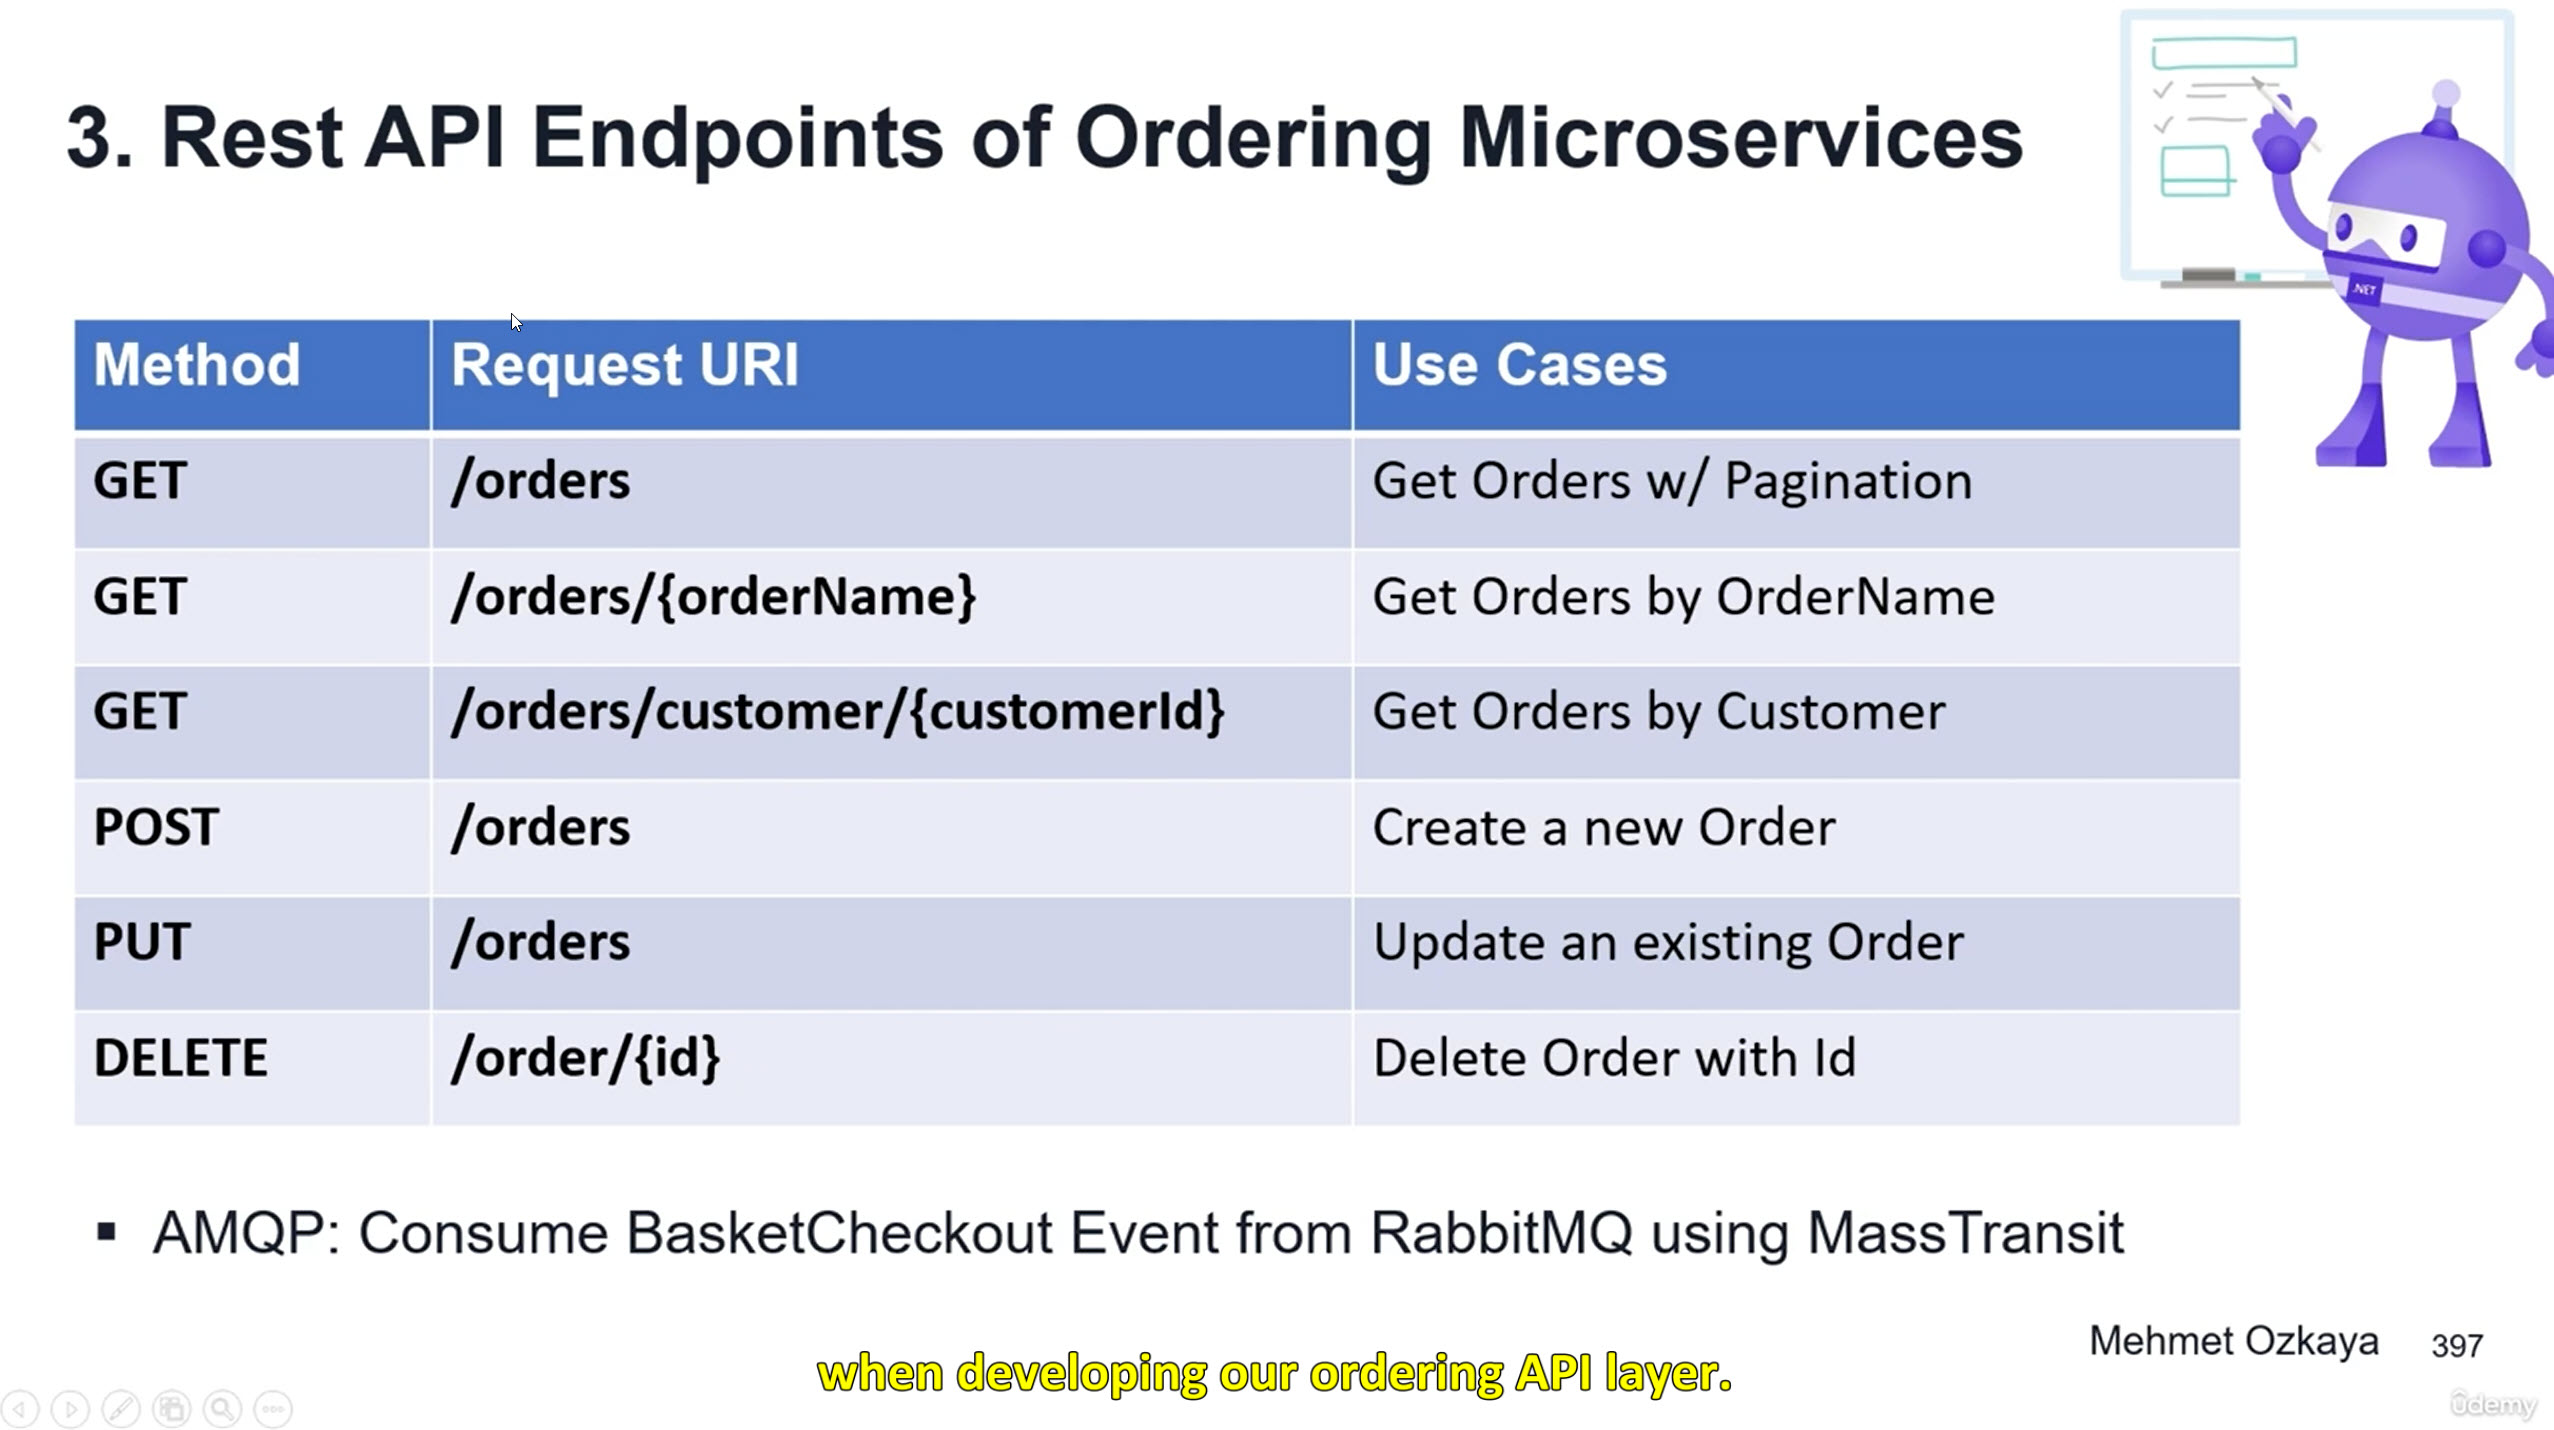 3. Rest API Endpoints of Ordering Microservices
.NET
Method Request URI Use Cases
GET /orders Get Orders w/ Pagination
GET /orders/{orderName} Get Orders by OrderName
GET /orders/customer/{customerId} Get Orders by Customer
POST /orders Create a new Order
PUT /orders Update an existing Order
DELETE /order/{id} Delete Order with Id
▪ AMQP: Consume BasketCheckout Event from RabbitMQ using MassTransit
Mehmet Ozkaya 397
when developing our ordering API layer.
ûdemy